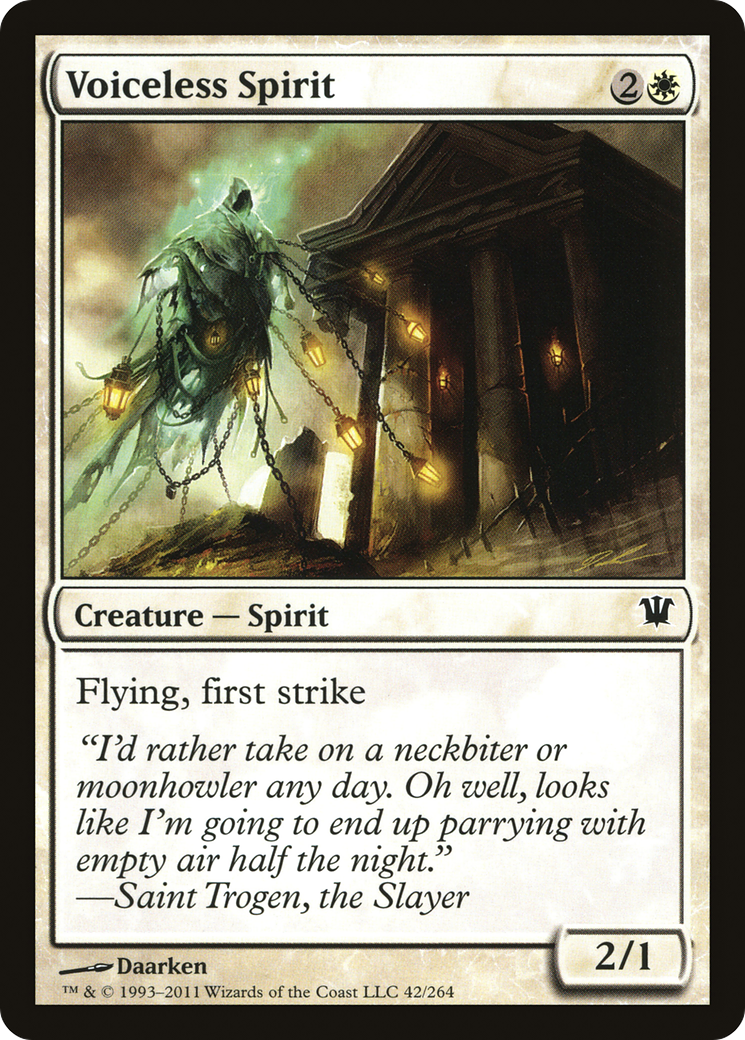 Voiceless Spirit 2
Creature — Spirit
Flying, first strike
“I’d rather take on a neckbiter or
moonhowler any day. Oh well, looks
like I’m going to end up parrying with
empty air half the night.”
—Saint Trogen, the Slayer
2/1
Daarken
™ & © 1993–2011 Wizards of the Coast LLC 42/264